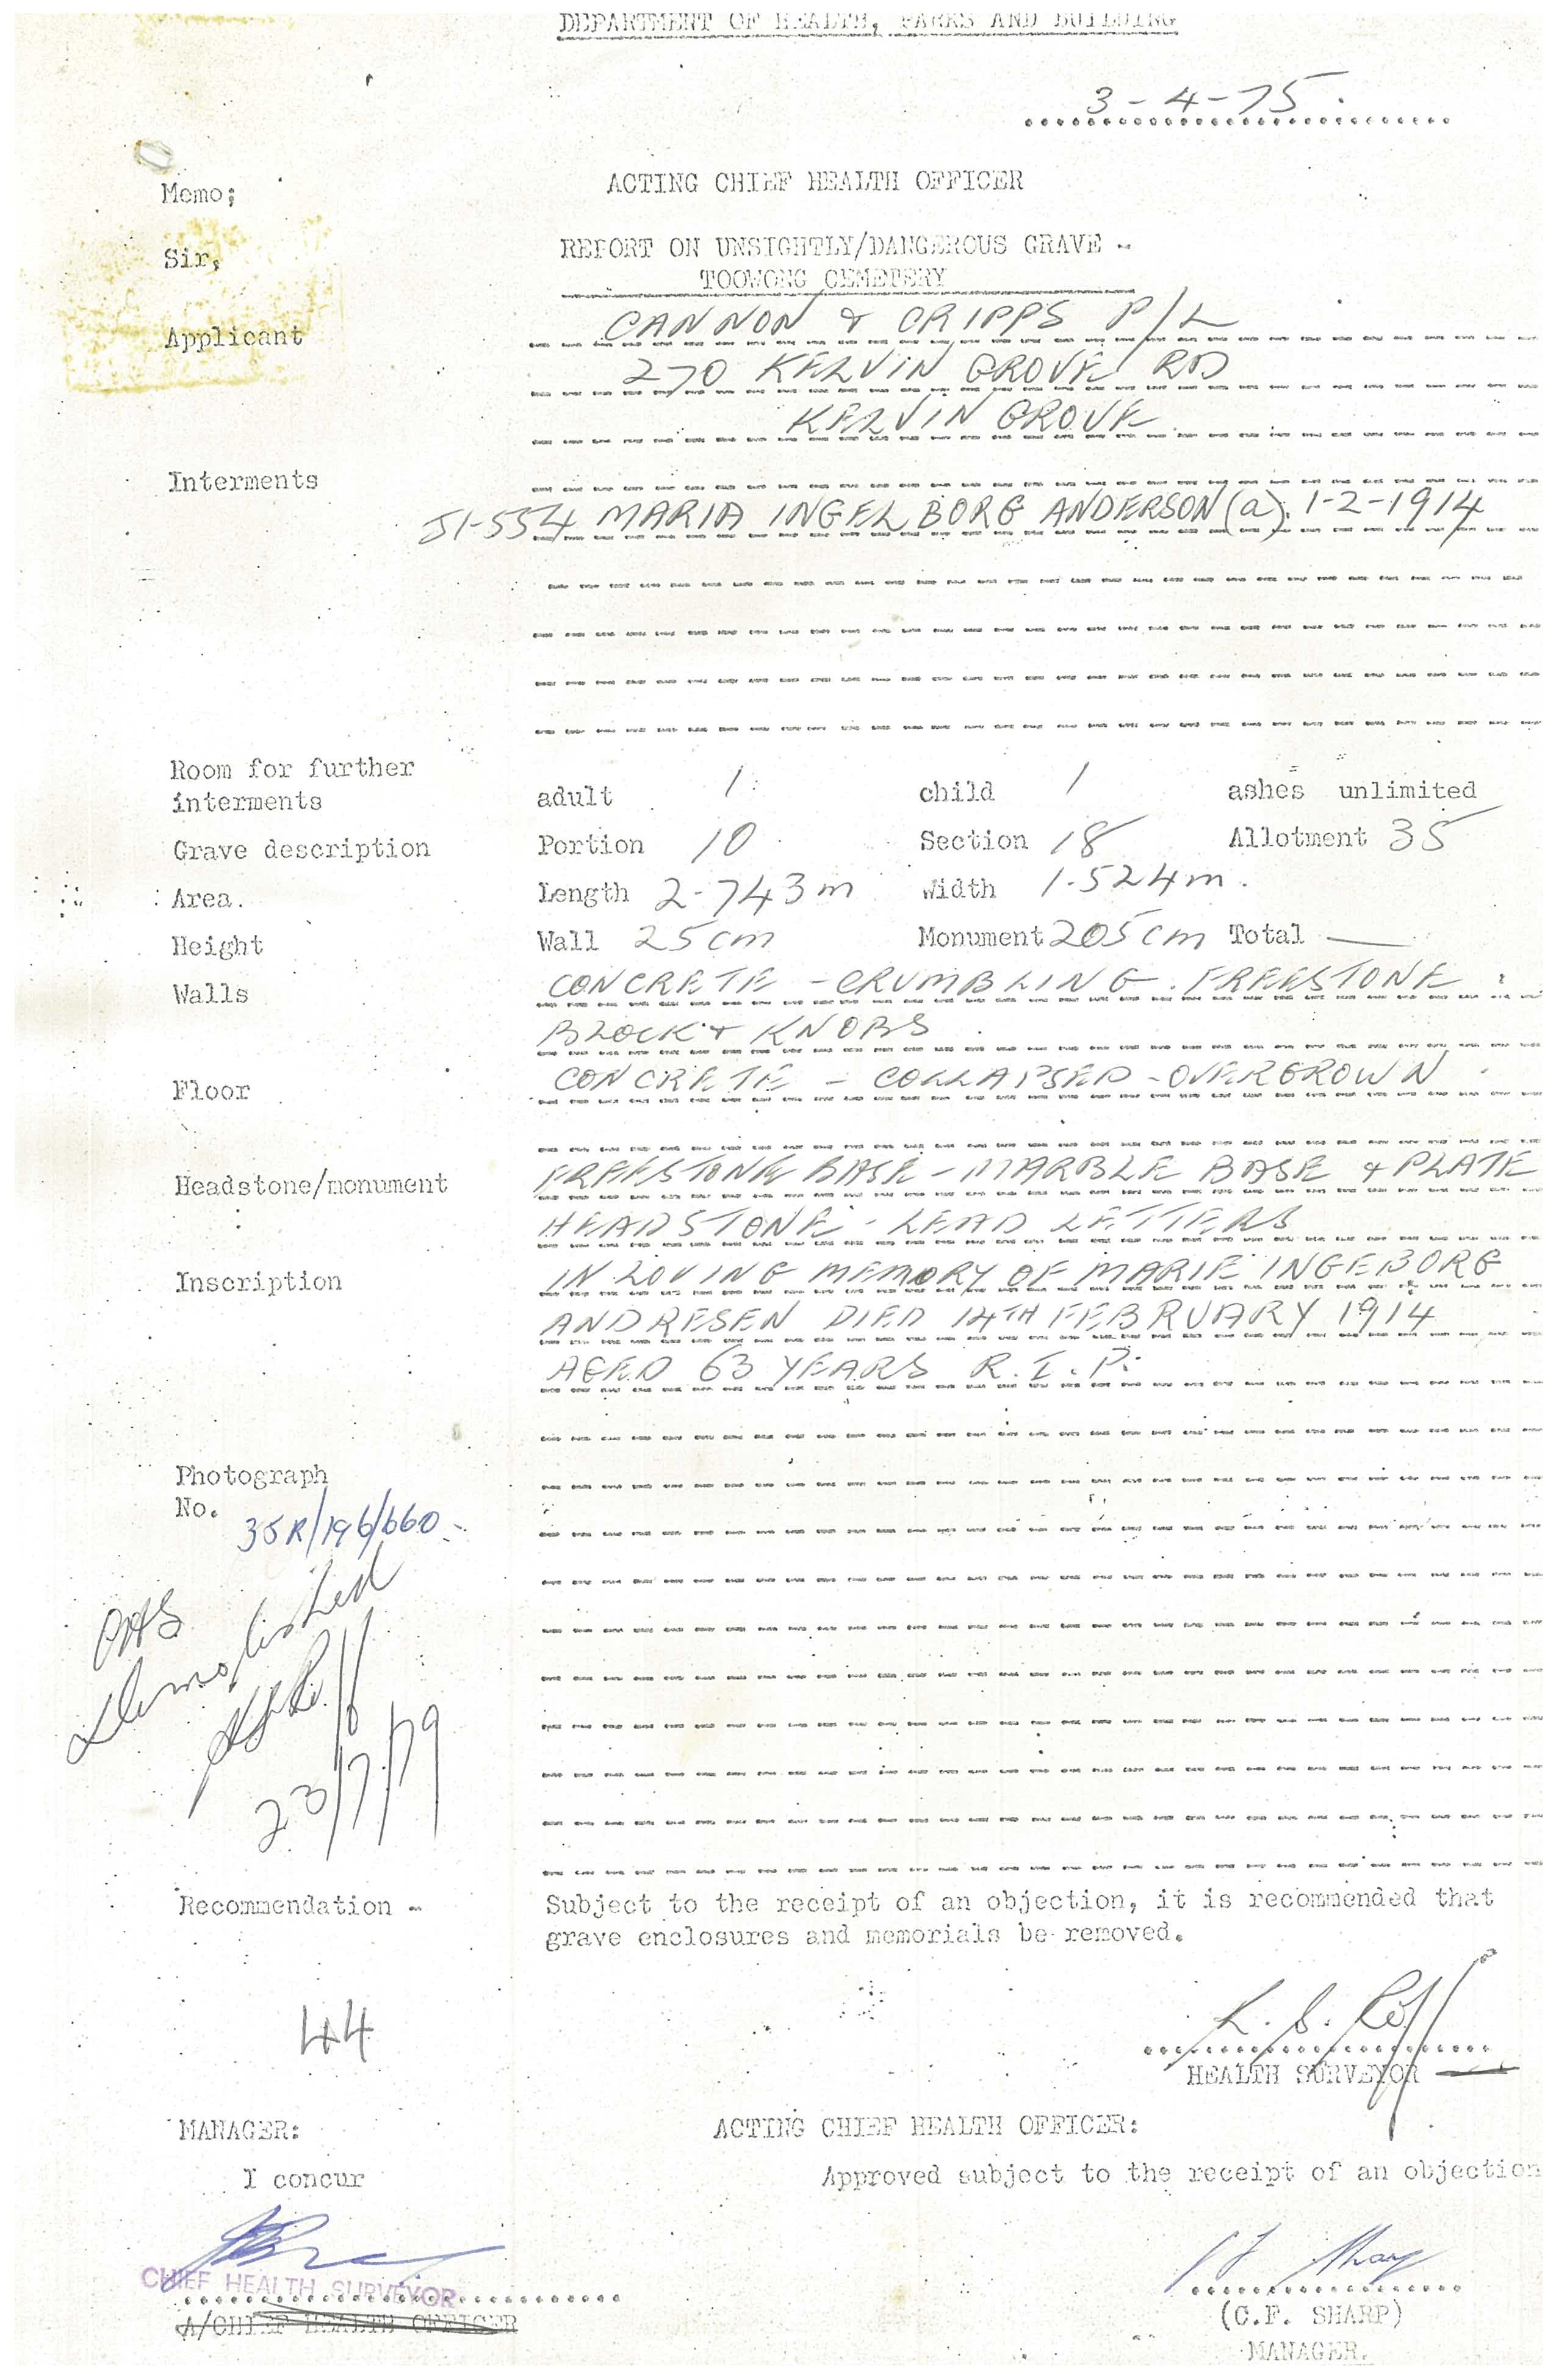 DEPARTMENT OF HEALTH, PARKS AND BUILDING
3-4-75.
Memo; ACTING CHIEF HEALTH OFFICER
Sir, REPORT ON UNSIGHTLY/DANGEROUS GRAVE -
TOOWONG CEMETERY
Applicant CANNON & CRIPPS P/L
270 KELVIN GROVE RD
KELVIN GROVE
Interments
51-554 MARIA INGELBORG ANDERSON (a). 1-2-1914
Room for further
interments adult 1 child 1 ashes unlimited
Grave description Portion 10 Section 18 Allotment 35
Area. Length 2-743m Width 1.524m.
Height Wall 25cm Monument 205cm Total —
Walls CONCRETE - CRUMBLING. FREESTONE
BLOCK & KNOBS
Floor CONCRETE - COLLAPSED - OVERGROWN
Headstone/monument FREESTONE BASE - MARBLE BASE & PLATE
HEADSTONE - LEAD LETTERS
Inscription IN LOVING MEMORY OF MARIE INGEBORG
ANDRESEN DIED 14TH FEBRUARY 1914
AGED 63 YEARS R.I.P.
Photograph
No. 35R/196/660
OHS
demolished
23/7/79
Recommendation - Subject to the receipt of an objection, it is recommended that
grave enclosures and memorials be removed.
44
HEALTH SURVEYOR
MANAGER: ACTING CHIEF HEALTH OFFICER:
I concur Approved subject to the receipt of an objection
CHIEF HEALTH SURVEYOR
A/CHIEF HEALTH OFFICER
(C.F. SHARP)
MANAGER.